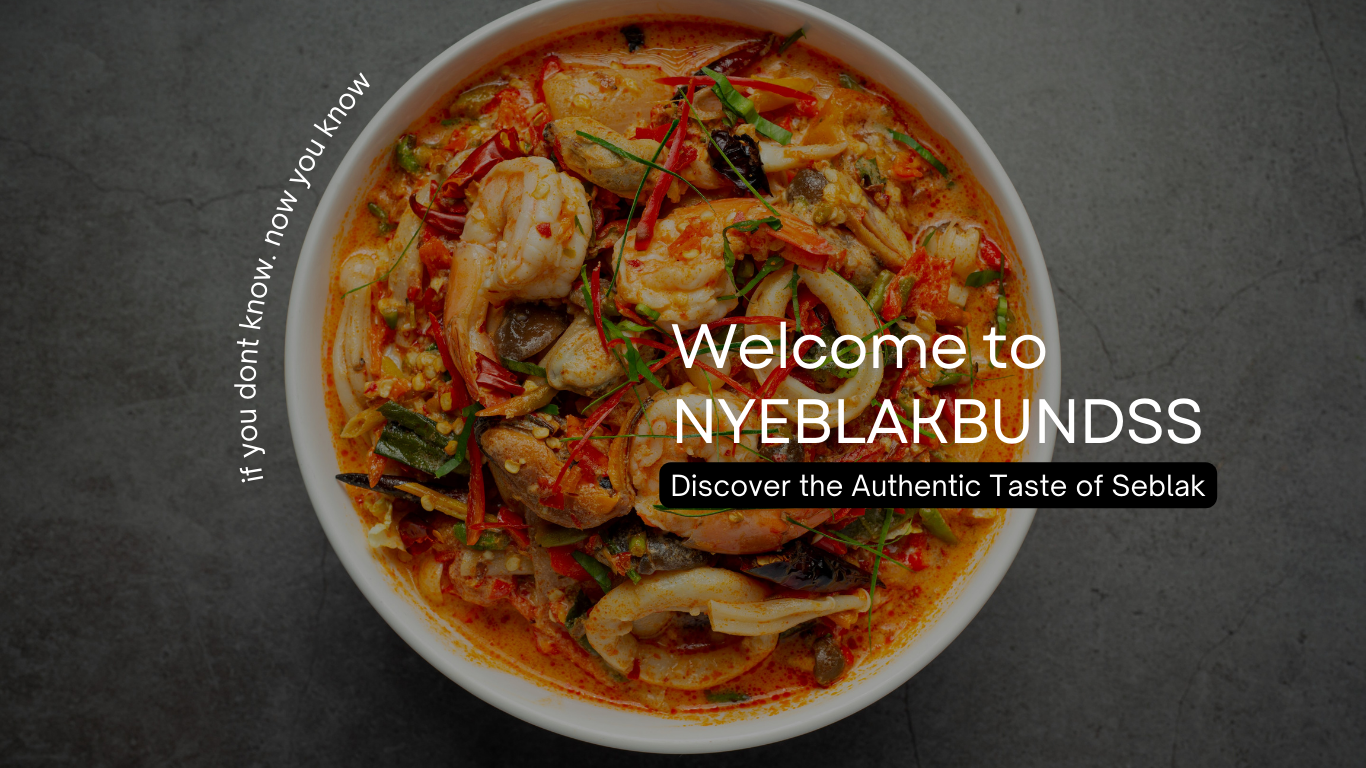 if you dont know. now you know
Welcome to
NYEBLAKBUNDSS
Discover the Authentic Taste of Seblak